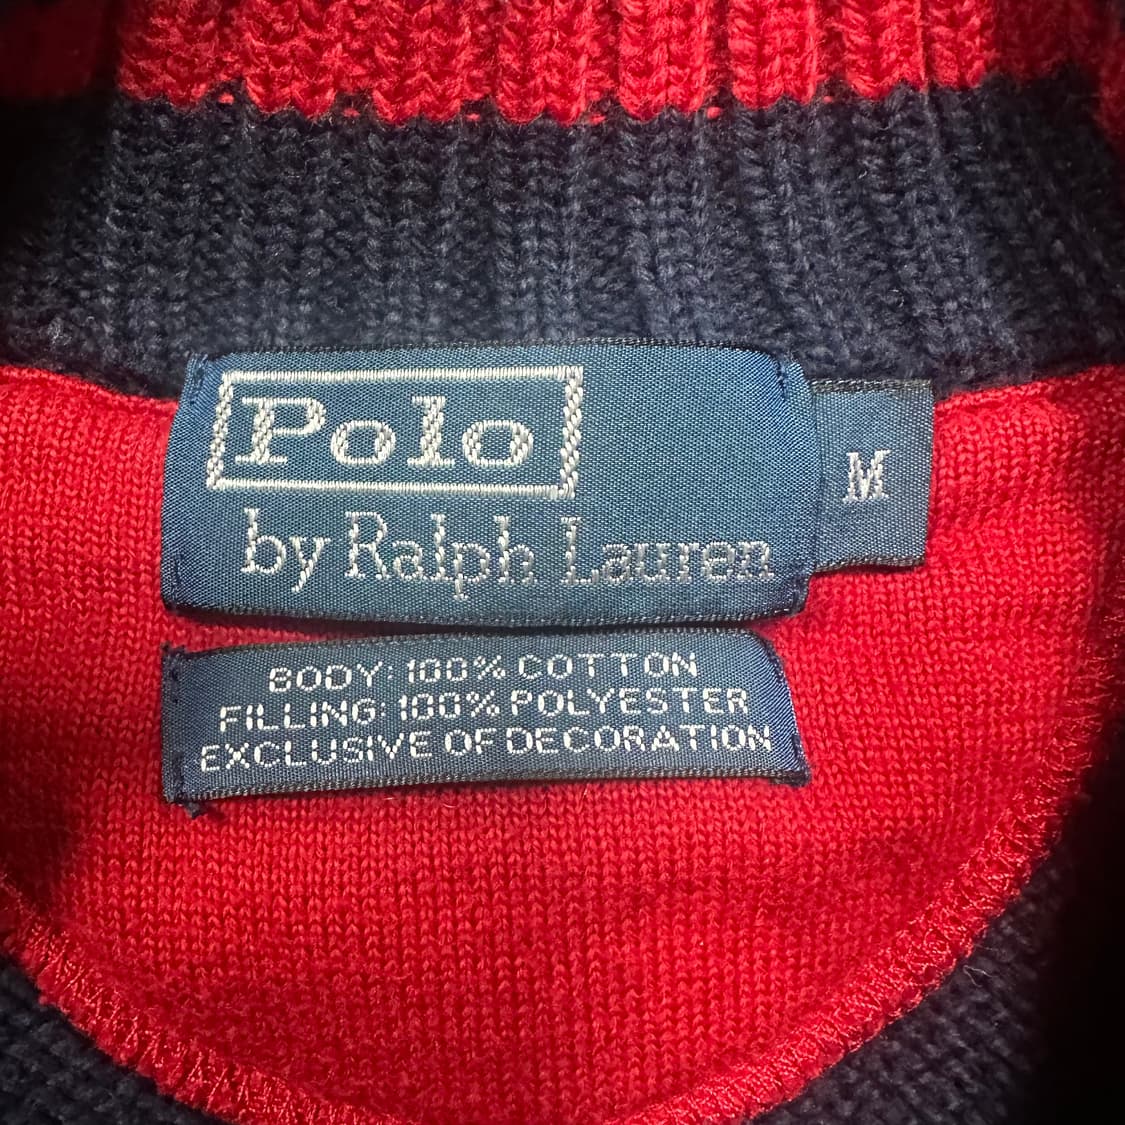 Polo
by Ralph Lauren
M
BODY: 100% COTTON
FILLING: 100% POLYESTER
EXCLUSIVE OF DECORATION